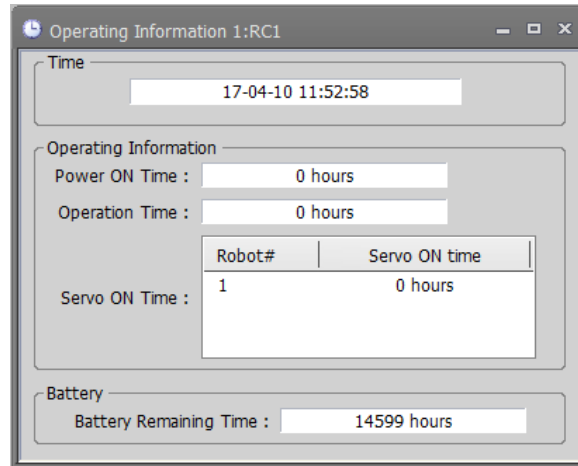 Operating Information 1:RC1
Time
17-04-10 11:52:58
Operating Information
Power ON Time : 0 hours
Operation Time : 0 hours
Robot# Servo ON time
1 0 hours
Servo ON Time :
Battery
Battery Remaining Time : 14599 hours